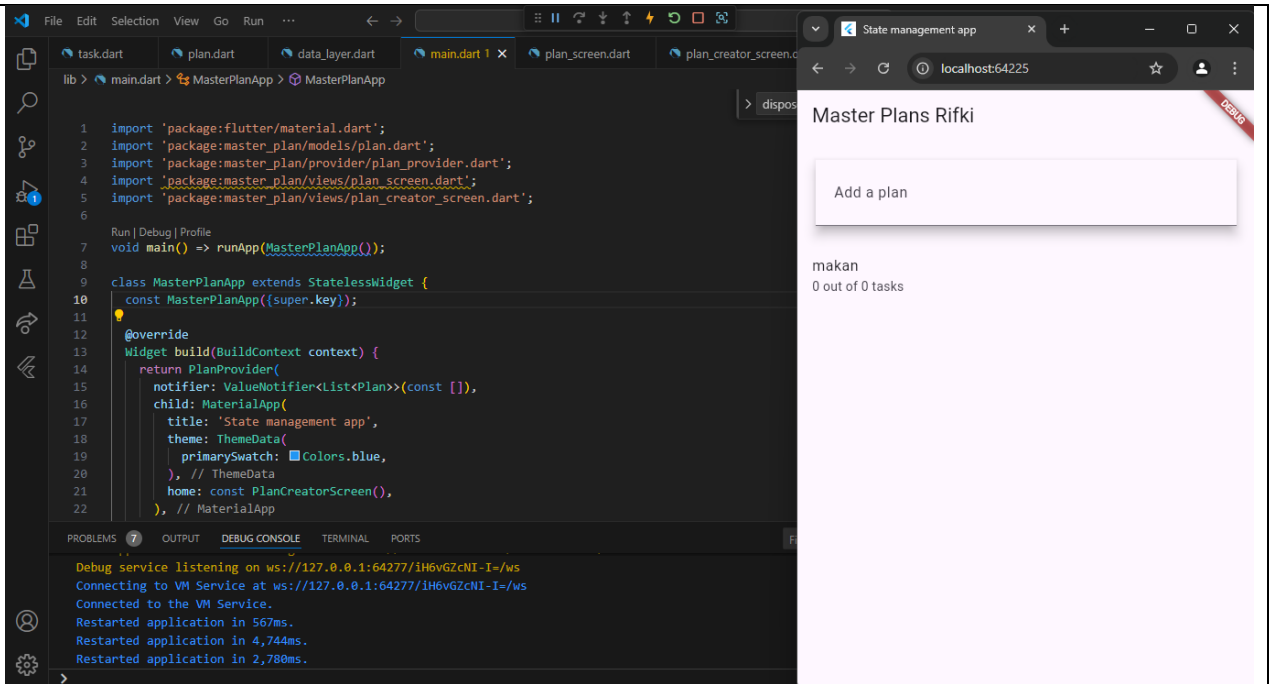 File Edit Selection View Go Run ···
task.dart plan.dart data_layer.dart main.dart 1 plan_screen.dart plan_creator_screen.d
lib > main.dart > MasterPlanApp > MasterPlanApp
dispos
1 import 'package:flutter/material.dart';
2 import 'package:master_plan/models/plan.dart';
3 import 'package:master_plan/provider/plan_provider.dart';
4 import 'package:master_plan/views/plan_screen.dart';
5 import 'package:master_plan/views/plan_creator_screen.dart';
6
Run | Debug | Profile
7 void main() => runApp(MasterPlanApp());
8
9 class MasterPlanApp extends StatelessWidget {
10 const MasterPlanApp({super.key});
11
12 @override
13 Widget build(BuildContext context) {
14 return PlanProvider(
15 notifier: ValueNotifier<List<Plan>>(const []),
16 child: MaterialApp(
17 title: 'State management app',
18 theme: ThemeData(
19 primarySwatch: Colors.blue,
20 ), // ThemeData
21 home: const PlanCreatorScreen(),
22 ), // MaterialApp
1
PROBLEMS 7 OUTPUT DEBUG CONSOLE TERMINAL PORTS
Debug service listening on ws://127.0.0.1:64277/iH6vGZcNI-I=/ws
Connecting to VM Service at ws://127.0.0.1:64277/iH6vGZcNI-I=/ws
Connected to the VM Service.
Restarted application in 567ms.
Restarted application in 4,744ms.
Restarted application in 2,780ms.
State management app
localhost:64225
DEBUG
Master Plans Rifki
Add a plan
makan
0 out of 0 tasks